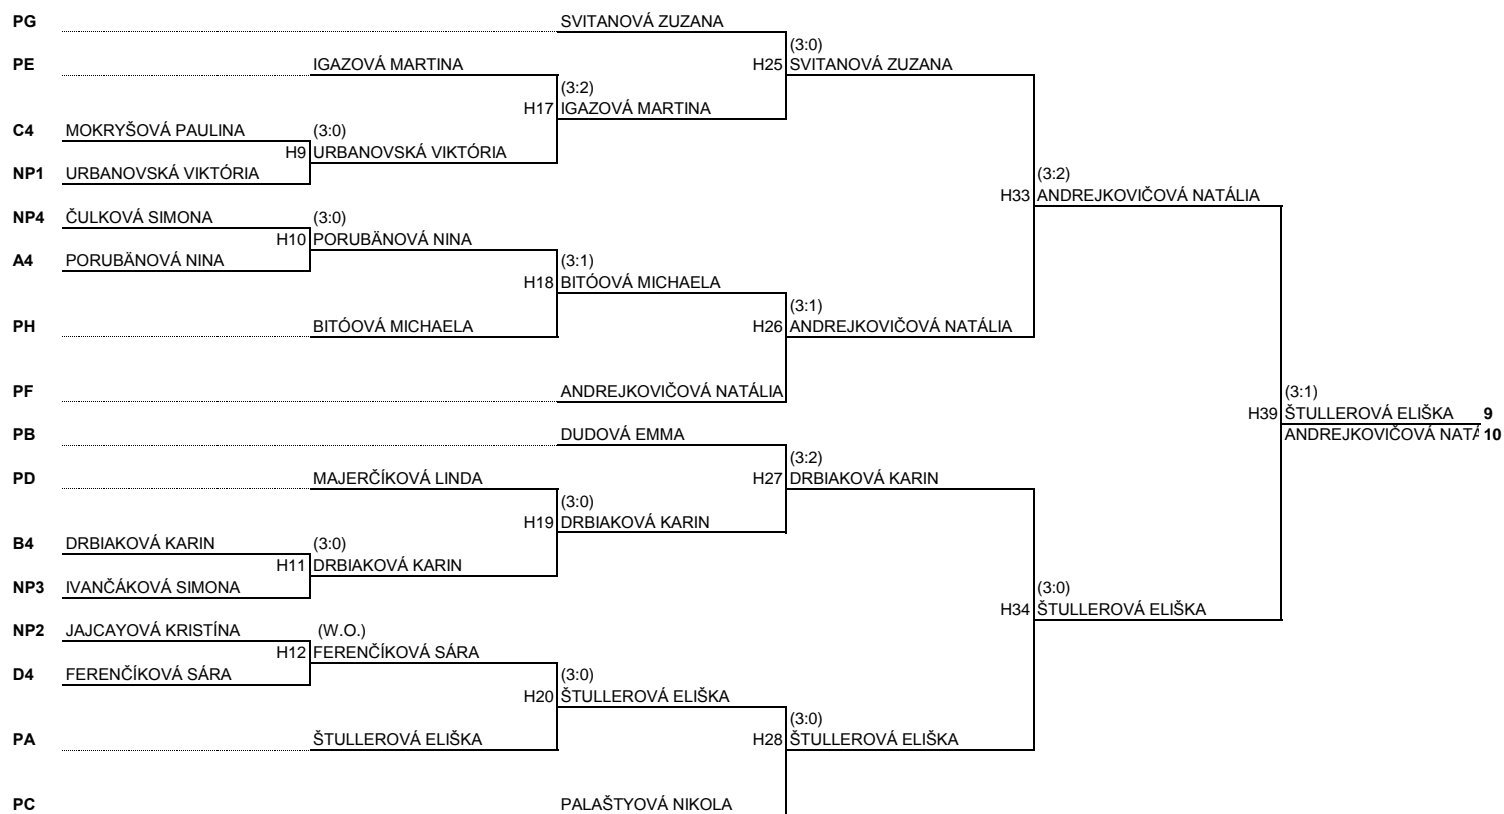 PG SVITANOVÁ ZUZANA
(3:0)
PE IGAZOVÁ MARTINA H25 SVITANOVÁ ZUZANA
(3:2)
H17 IGAZOVÁ MARTINA
C4 MOKRYŠOVÁ PAULINA (3:0)
H9 URBANOVSKÁ VIKTÓRIA
NP1 URBANOVSKÁ VIKTÓRIA (3:2)
H33 ANDREJKOVIČOVÁ NATÁLIA
NP4 ČULKOVÁ SIMONA (3:0)
H10 PORUBÄNOVÁ NINA
A4 PORUBÄNOVÁ NINA (3:1)
H18 BITÓOVÁ MICHAELA
(3:1)
PH BITÓOVÁ MICHAELA H26 ANDREJKOVIČOVÁ NATÁLIA
PF ANDREJKOVIČOVÁ NATÁLIA (3:1)
H39 ŠTULLEROVÁ ELIŠKA 9
PB DUDOVÁ EMMA ANDREJKOVIČOVÁ NATÁ 10
(3:2)
PD MAJERČÍKOVÁ LINDA H27 DRBIAKOVÁ KARIN
(3:0)
H19 DRBIAKOVÁ KARIN
B4 DRBIAKOVÁ KARIN (3:0)
H11 DRBIAKOVÁ KARIN
NP3 IVANČÁKOVÁ SIMONA (3:0)
H34 ŠTULLEROVÁ ELIŠKA
NP2 JAJCAYOVÁ KRISTÍNA (W.O.)
H12 FERENČÍKOVÁ SÁRA
D4 FERENČÍKOVÁ SÁRA (3:0)
H20 ŠTULLEROVÁ ELIŠKA
(3:0)
PA ŠTULLEROVÁ ELIŠKA H28 ŠTULLEROVÁ ELIŠKA
PC PALAŠTYOVÁ NIKOLA